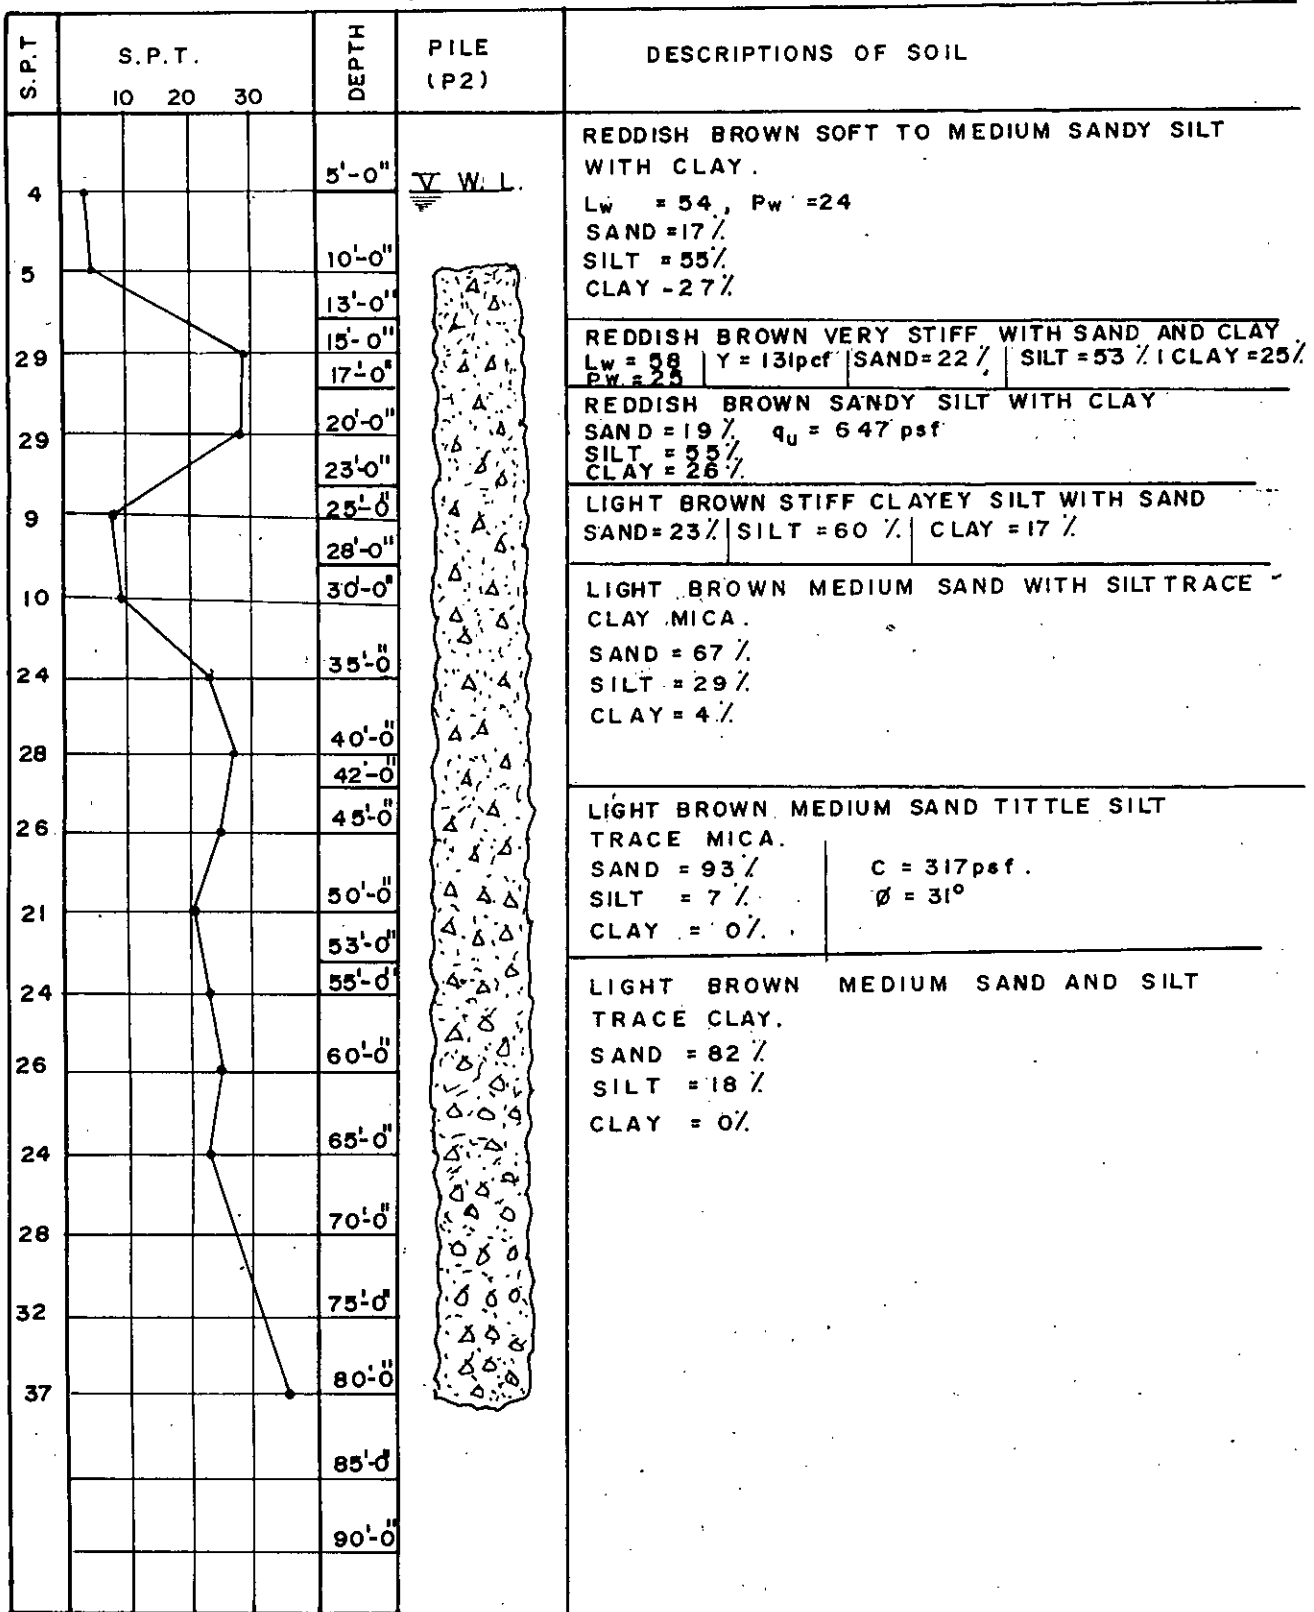 S.P.T
S.P.T.
10 20 30
DEPTH
PILE
(P2)
DESCRIPTIONS OF SOIL
REDDISH BROWN SOFT TO MEDIUM SANDY SILT
WITH CLAY.
Lw = 54, Pw = 24
SAND = 17%
SILT = 55%
CLAY - 27%
4 5'-0" W. L.
5 10'-0"
13'-0"
REDDISH BROWN VERY STIFF WITH SAND AND CLAY.
Lw = 58 Y = 131pcf SAND = 22% SILT = 53% CLAY = 25%
PW. = 25
29 15'-0"
17'-0"
REDDISH BROWN SANDY SILT WITH CLAY
SAND = 19% qu = 647 psf
SILT = 55%
CLAY = 26%
29 20'-0"
23'-0"
LIGHT BROWN STIFF CLAYEY SILT WITH SAND
SAND = 23% SILT = 60% CLAY = 17%
9 25'-0"
28'-0"
LIGHT BROWN MEDIUM SAND WITH SILT TRACE
CLAY MICA.
SAND = 67%
SILT = 29%
CLAY = 4%
10 30'-0"
24 35'-0"
28 40'-0"
42'-0"
LIGHT BROWN MEDIUM SAND TITTLE SILT
TRACE MICA.
SAND = 93% C = 317psf.
SILT = 7% Ø = 31°
CLAY = 0%
26 45'-0"
21 50'-0"
53'-0"
LIGHT BROWN MEDIUM SAND AND SILT
TRACE CLAY.
SAND = 82%
SILT = 18%
CLAY = 0%
24 55'-0"
26 60'-0"
24 65'-0"
28 70'-0"
32 75'-0"
37 80'-0"
85'-0"
90'-0"